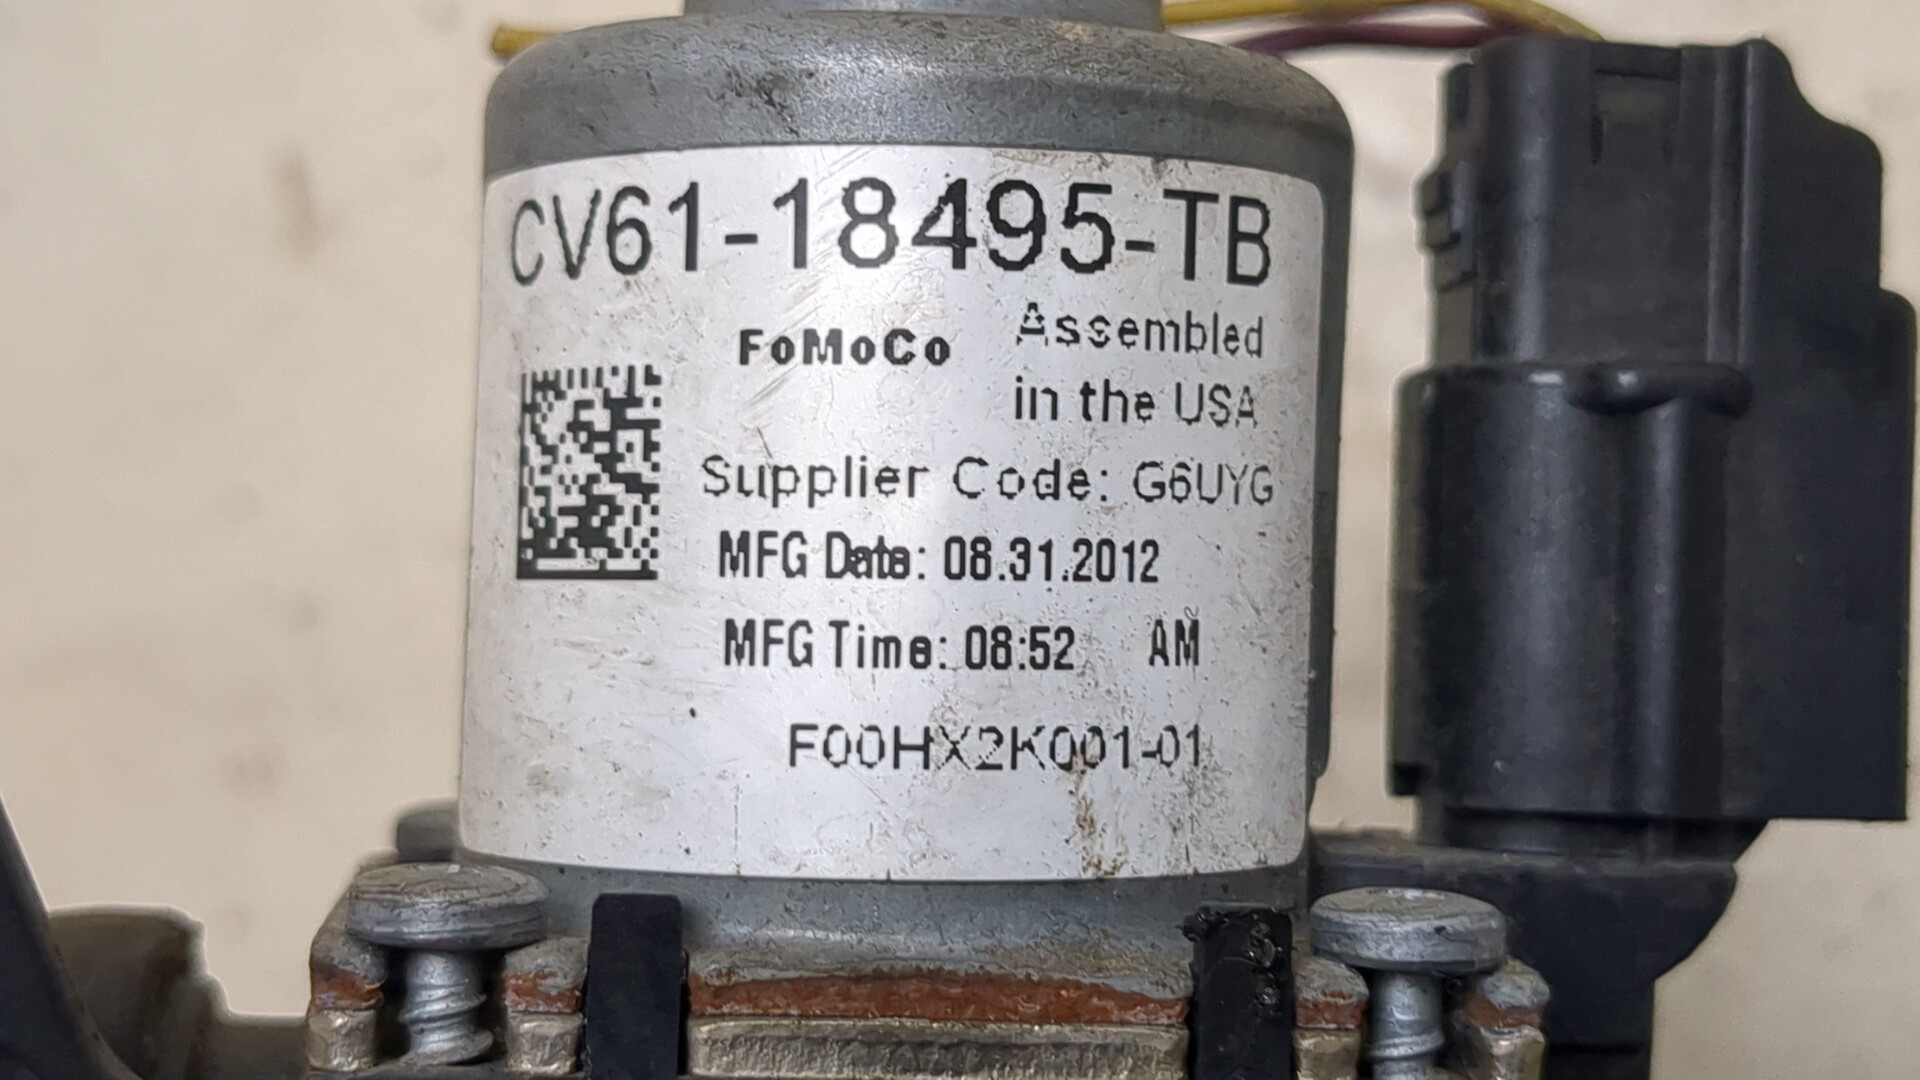 CV61-18495-TB
FoMoCo
Assembled
in the USA
Supplier Code: G6UYG
MFG Date: 08.31.2012
MFG Time: 08:52 AM
F00HX2K001-01